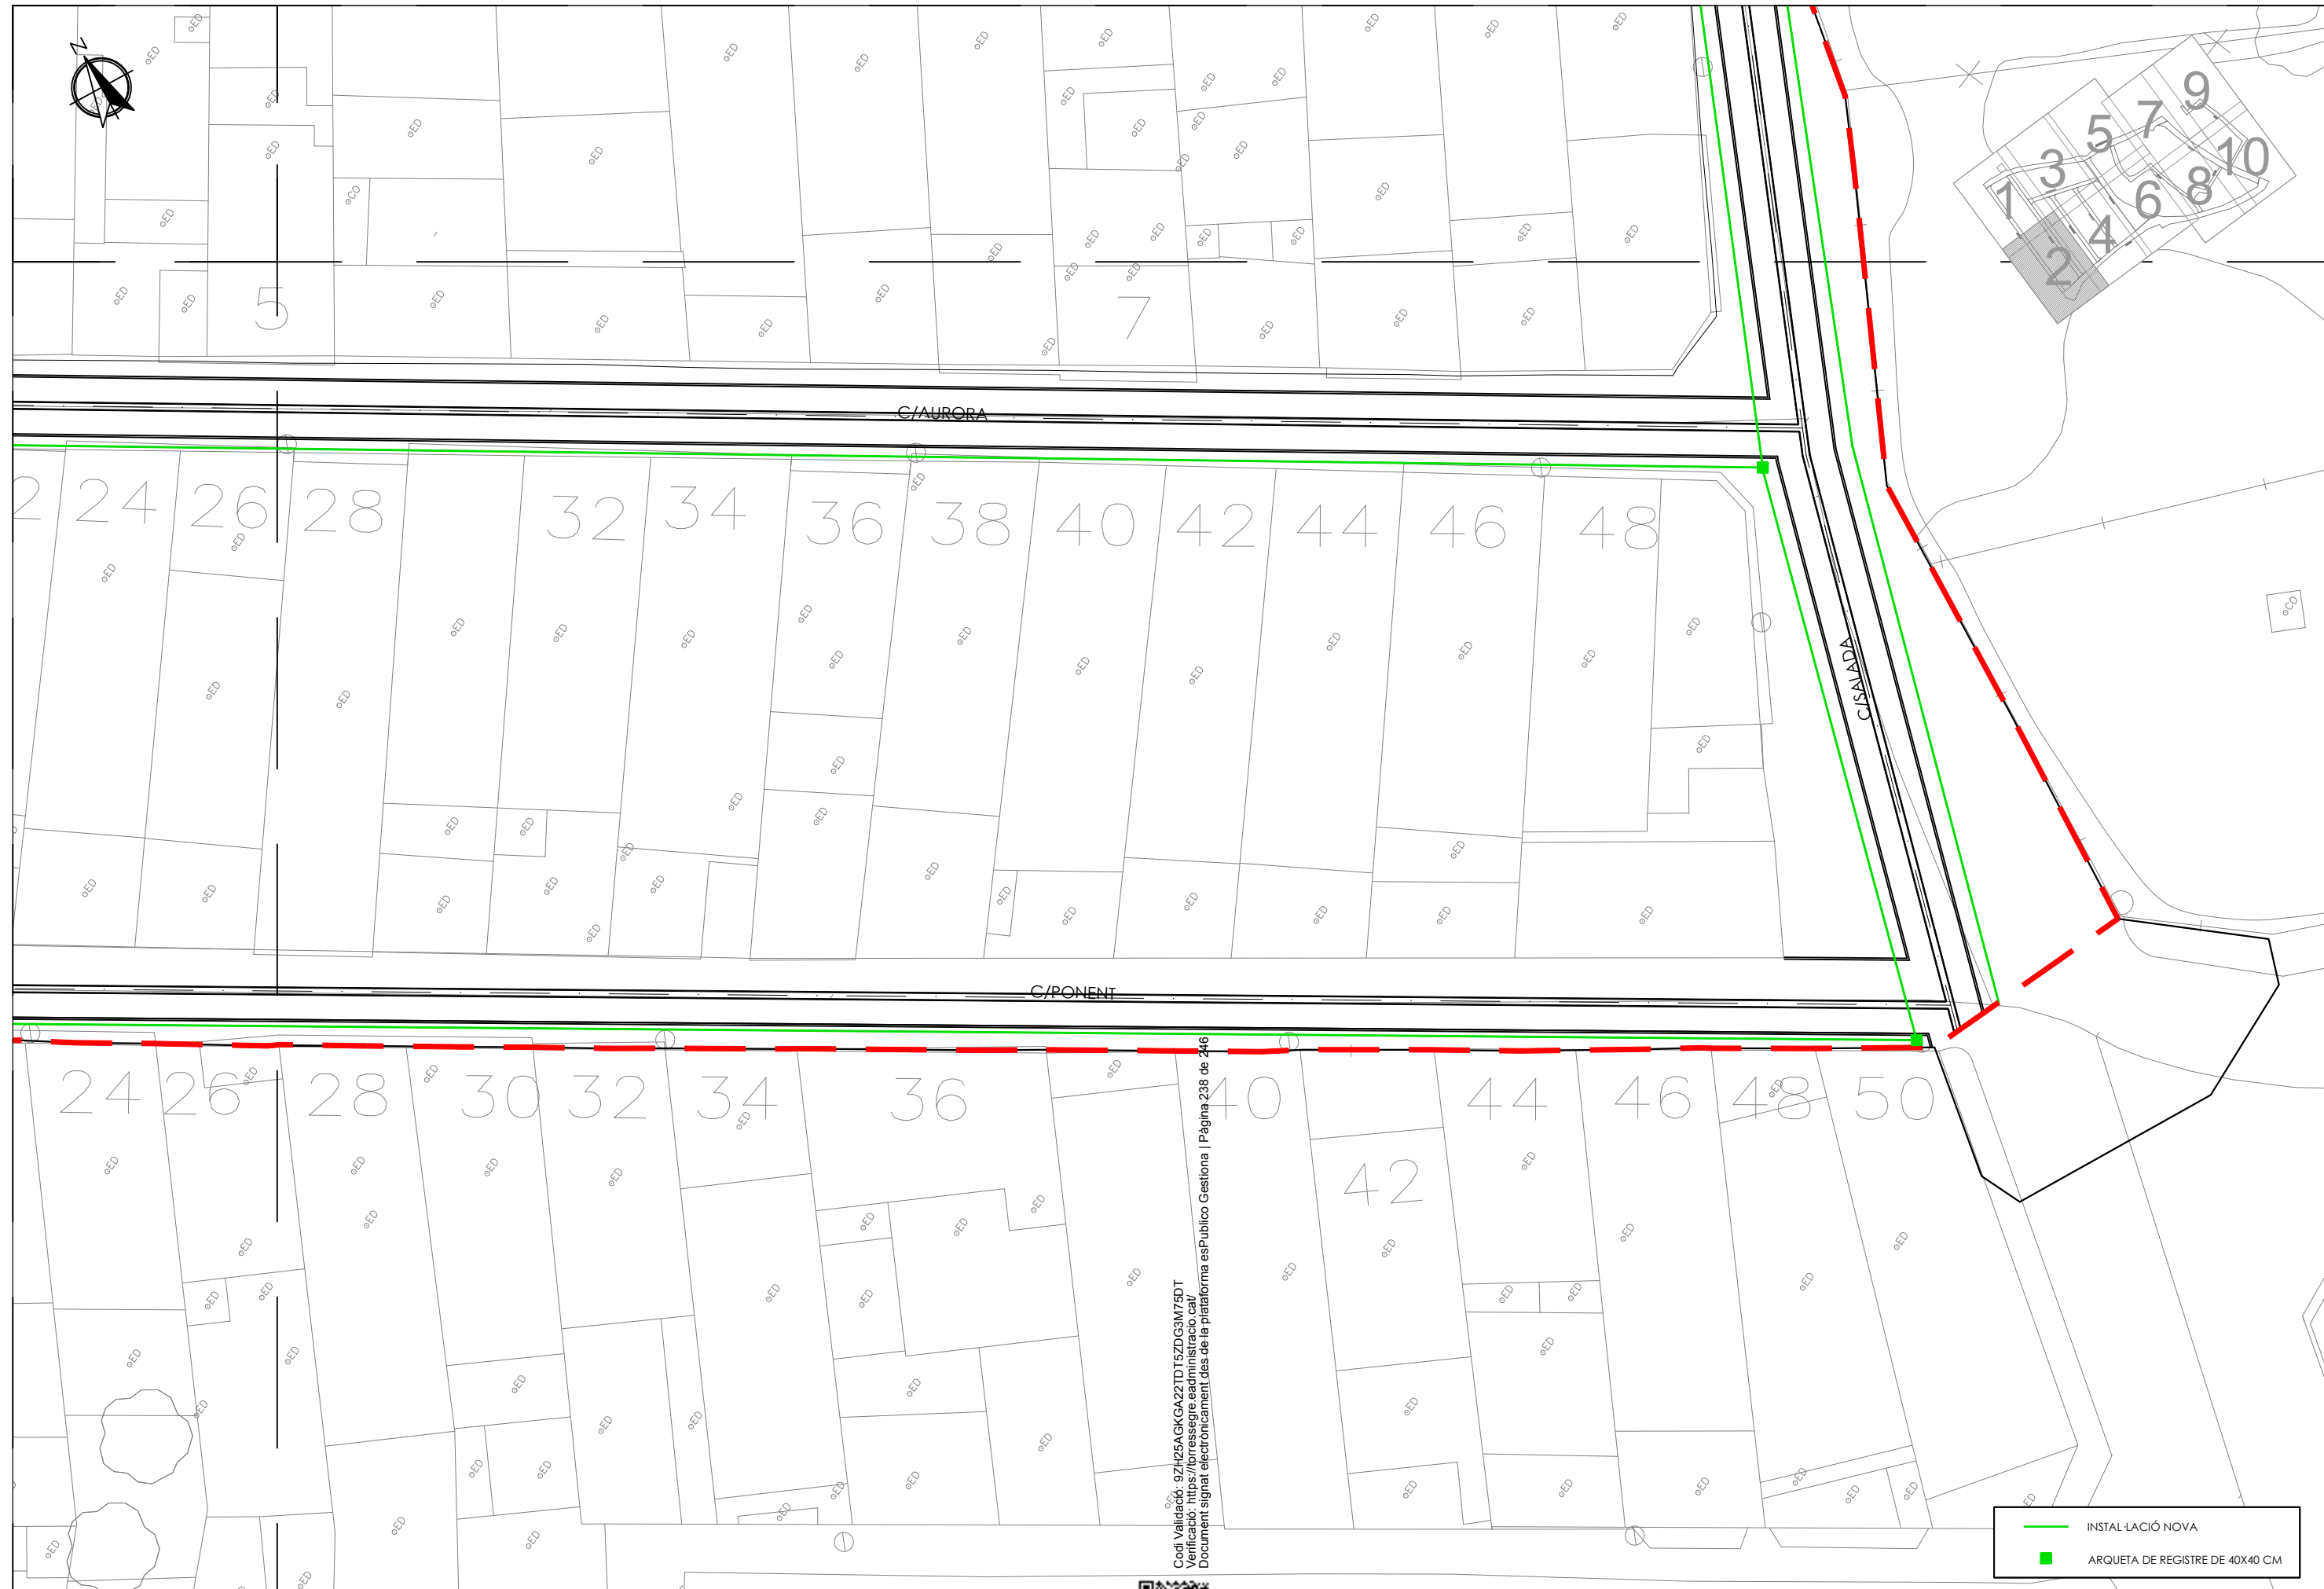 N
5
7
1
2
3
4
5
6
7
8
9
10
C/AURORA
2 24 26 28 32 34 36 38 40 42 44 46 48
C/SALADA
C/PONENT
24 26 28 30 32 34 36 40 42 44 46 48 50
ED
CO
Codi Validació: 9ZH25AGKGA22TDT5ZDG3M75DT
Verificació: https://torressegre.eadministracio.cat/
Document signat electrònicament des de la plataforma esPublico Gestiona | Pàgina 238 de 246
INSTAL·LACIÓ NOVA
ARQUETA DE REGISTRE DE 40X40 CM